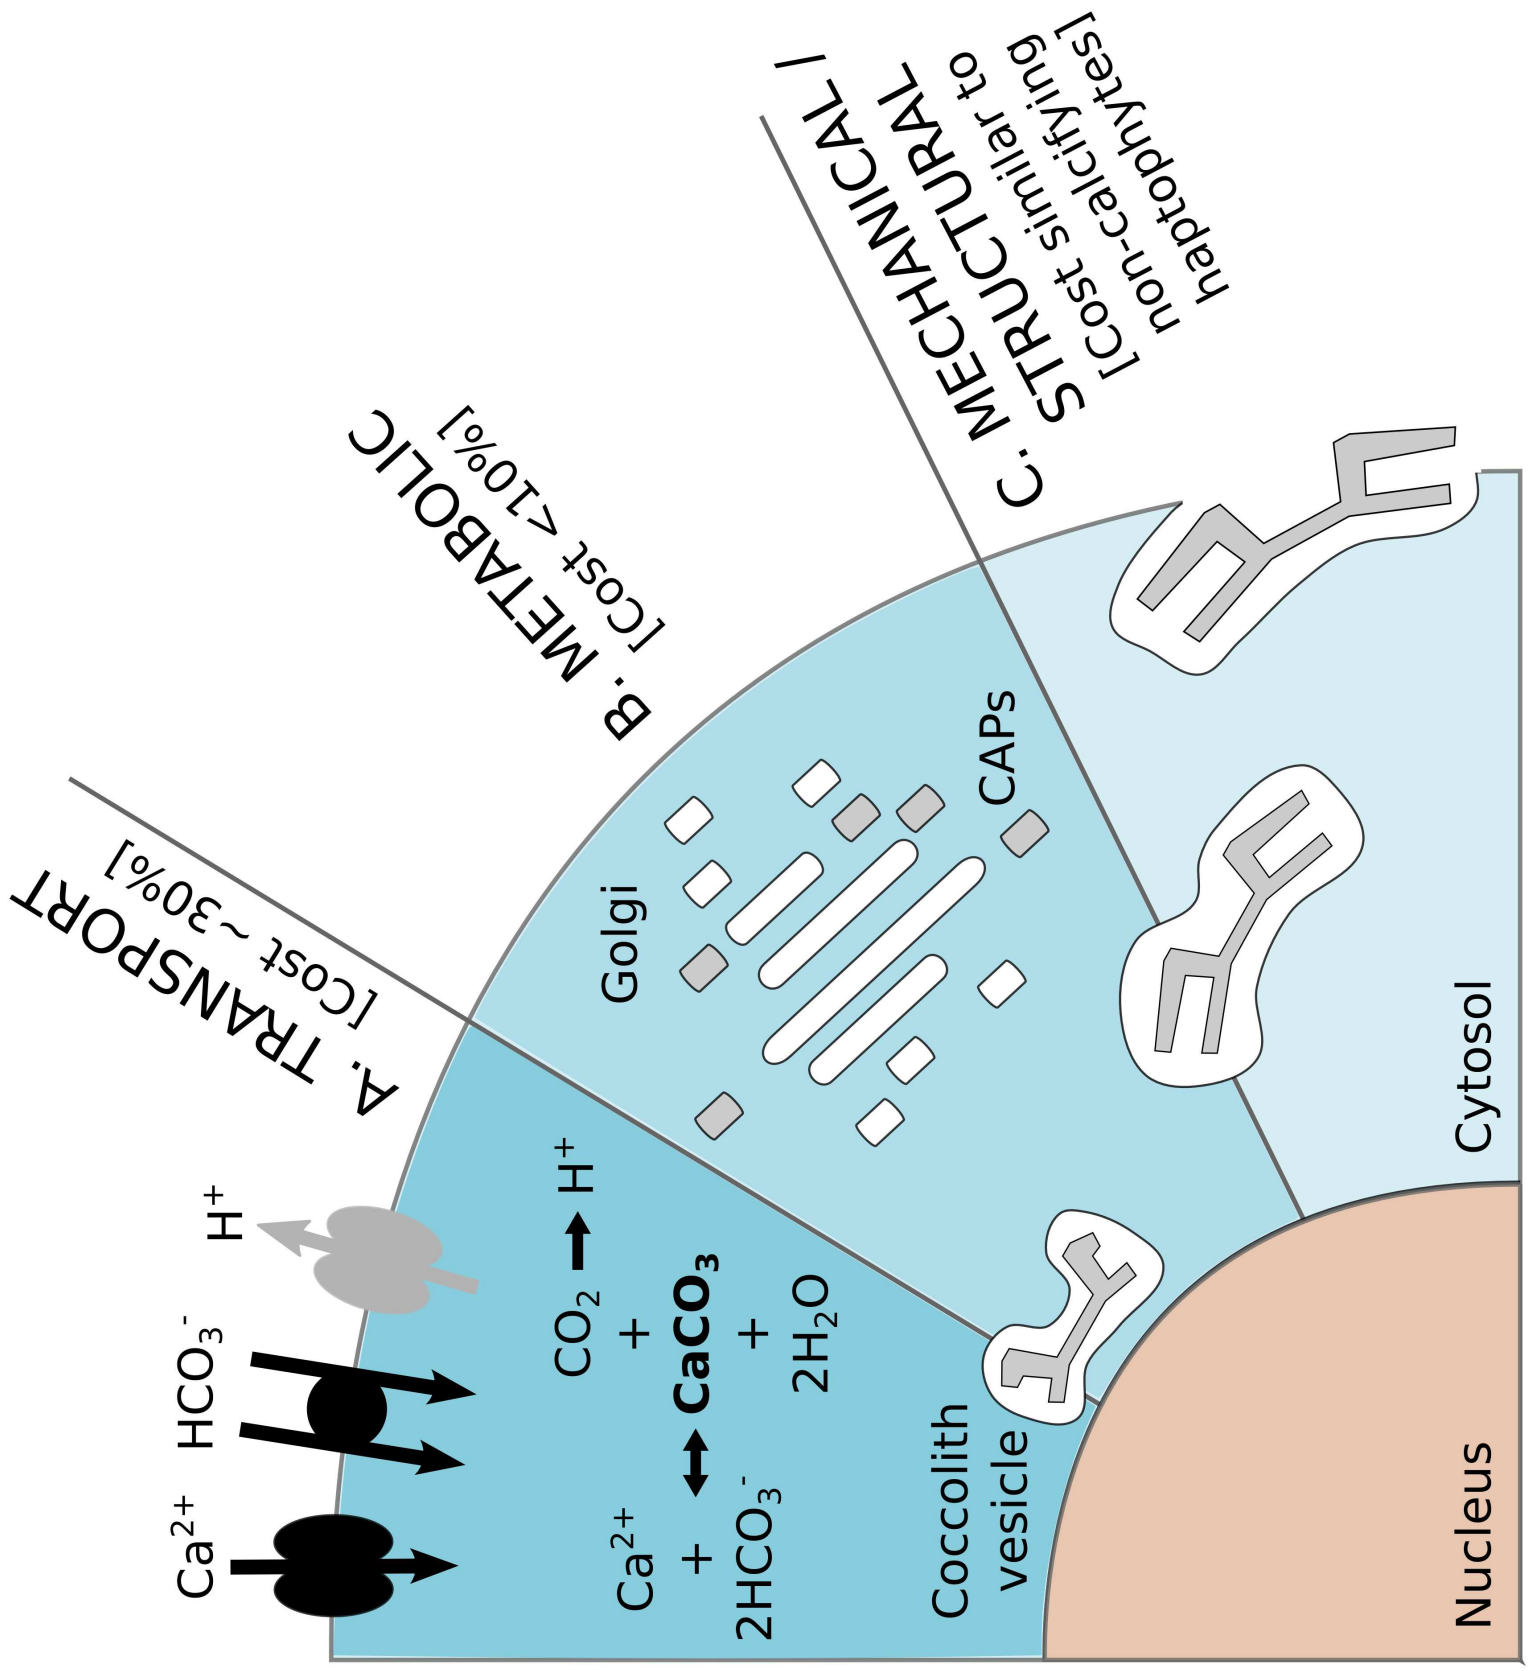 A. TRANSPORT
[Cost ~ 30%]
B. METABOLIC
[Cost <10%]
C. MECHANICAL /
STRUCTURAL
[Cost similar to
non-calcifying
haptophytes]
Ca²⁺
HCO₃⁻
H⁺
Ca²⁺
+
2HCO₃⁻
CO₂
H⁺
+
CaCO₃
+
2H₂O
Coccolith
vesicle
Golgi
CAPs
Cytosol
Nucleus